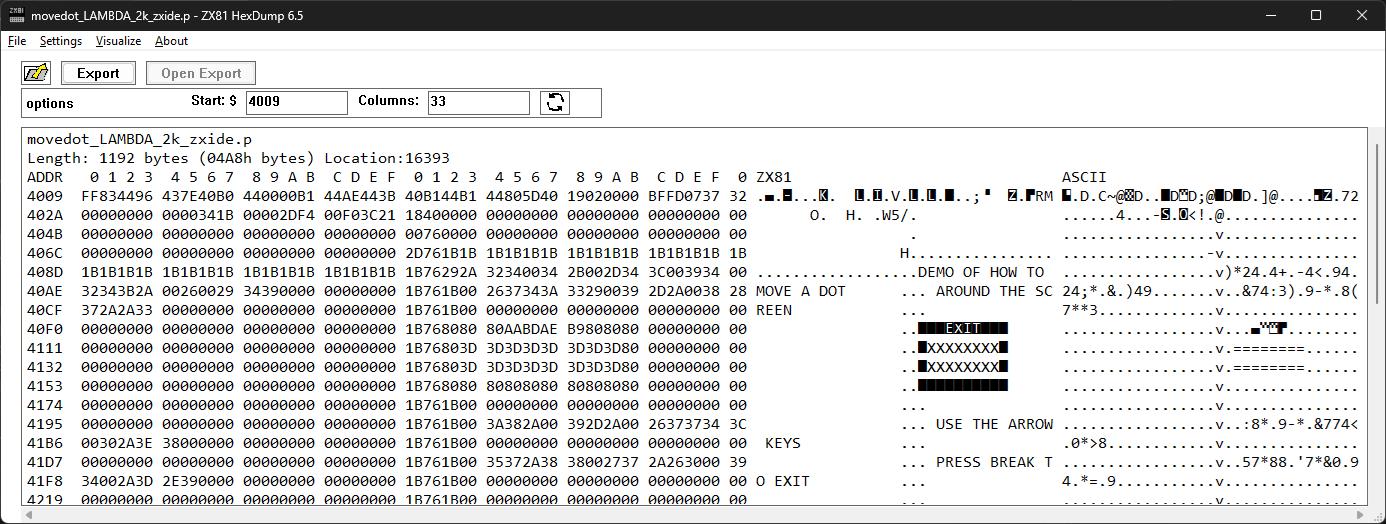 movedot_LAMBDA_2k_zxide.p - ZX81 HexDump 6.5
File Settings Visualize About
Export Open Export
options Start: $ 4009 Columns: 33
movedot_LAMBDA_2k_zxide.p
Length: 1192 bytes (04A8h bytes) Location:16393
ADDR 0 1 2 3 4 5 6 7 8 9 A B C D E F 0 1 2 3 4 5 6 7 8 9 A B C D E F 0 ZX81 ASCII
4009 FF834496 437E40B0 440000B1 44AE443B 40B144B1 44805D40 19020000 BFFD0737 32
402A 00000000 0000341B 00002DF4 00F03C21 18400000 00000000 00000000 00000000 00 O. H. .W5/. ......4...-S.O<!.@...............
404B 00000000 00000000 00000000 00000000 00760000 00000000 00000000 00000000 00 . .................v...............
406C 00000000 00000000 00000000 00000000 2D761B1B 1B1B1B1B 1B1B1B1B 1B1B1B1B 1B H............... ................-v...............
408D 1B1B1B1B 1B1B1B1B 1B1B1B1B 1B1B1B1B 1B76292A 32340034 2B002D34 3C003934 00 .................DEMO OF HOW TO .................v)*24.4+.-4<.94.
40AE 32343B2A 00260029 34390000 00000000 1B761B00 2637343A 33290039 2D2A0038 28 MOVE A DOT ... AROUND THE SC 24;*.&.)49.......v..&74:3).9-*.8(
40CF 372A2A33 00000000 00000000 00000000 1B761B00 00000000 00000000 00000000 00 REEN ... 7**3.............v...............
40F0 00000000 00000000 00000000 00000000 1B768080 80AABDAE B9808080 00000000 00 ..EXIT
4111 00000000 00000000 00000000 00000000 1B76803D 3D3D3D3D 3D3D3D80 00000000 00 ..XXXXXXXX .................v.========......
4132 00000000 00000000 00000000 00000000 1B76803D 3D3D3D3D 3D3D3D80 00000000 00 ..XXXXXXXX .................v.========......
4153 00000000 00000000 00000000 00000000 1B768080 80808080 80808080 00000000 00 .. .................v...............
4174 00000000 00000000 00000000 00000000 1B761B00 00000000 00000000 00000000 00 ... .................v...............
4195 00000000 00000000 00000000 00000000 1B761B00 3A382A00 392D2A00 26373734 3C ... USE THE ARROW .................v..:8*.9-*.&774<
41B6 00302A3E 38000000 00000000 00000000 1B761B00 00000000 00000000 00000000 00 KEYS ... .0*>8............v...............
41D7 00000000 00000000 00000000 00000000 1B761B00 35372A38 38002737 2A263000 39 ... PRESS BREAK T .................v..57*88.'7*&0.9
41F8 34002A3D 2E390000 00000000 00000000 1B761B00 00000000 00000000 00000000 00 O EXIT ... 4.*=.9...........v...............
4219 00000000 00000000 00000000 00000000 1B761B00 00000000 00000000 00000000 00 ... .................v...............